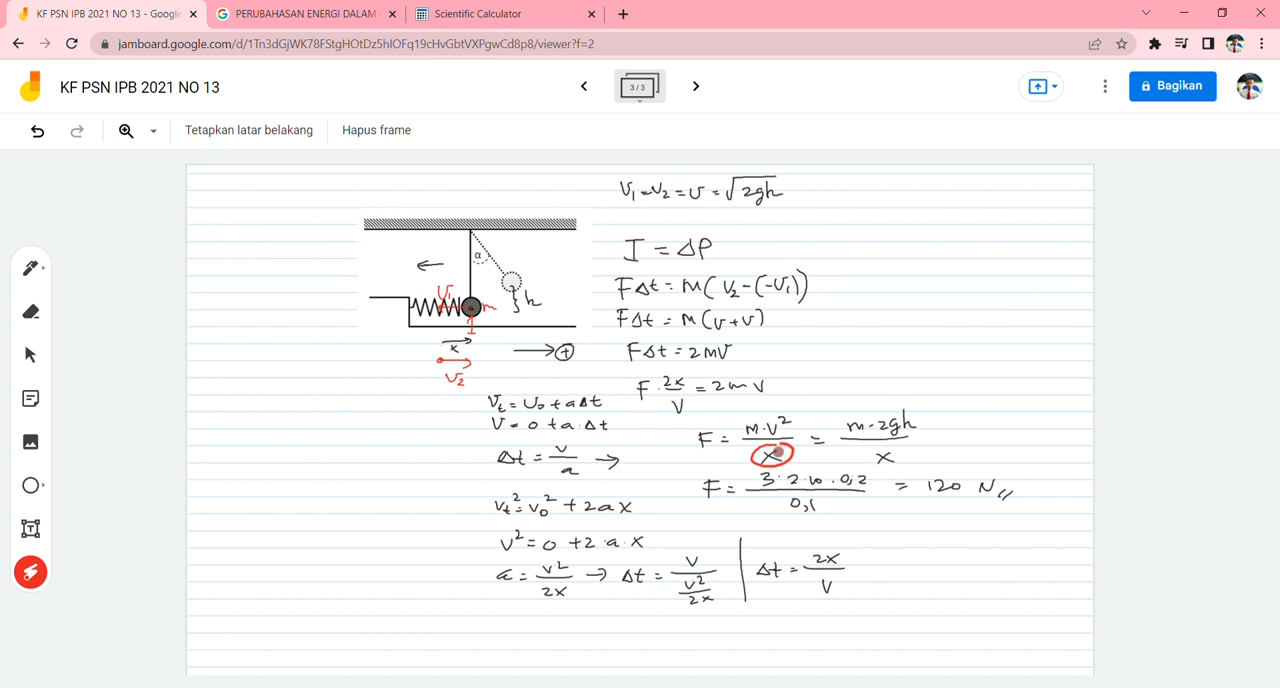 KF PSN IPB 2021 NO 13 - Google
PERUBAHASAN ENERGI DALAM
Scientific Calculator
jamboard.google.com/d/1Tn3dGjWK78FStgHOtDz5hIOFq19cHvGbtVXPgwCd8p8/viewer?f=2
KF PSN IPB 2021 NO 13
3 / 3
Bagikan
Tetapkan latar belakang
Hapus frame
V₁ = V₂ = v = √2gh
α
V₁
m
h
x
+
V₂
I = ΔP
FΔt = m(V₂-(-V₁))
FΔt = m(v+v)
FΔt = 2mv
F · 2x/V = 2mV
F = m·V²/x = m·2gh/x
F = 3·2·10·0,2/0,1 = 120 N
Vt = V₀ + aΔt
V = 0 + a·Δt
Δt = V/a →
Vt² = V₀² + 2ax
V² = 0 + 2·a·x
a = V²/2x → Δt = V/(V²/2x) | Δt = 2x/V